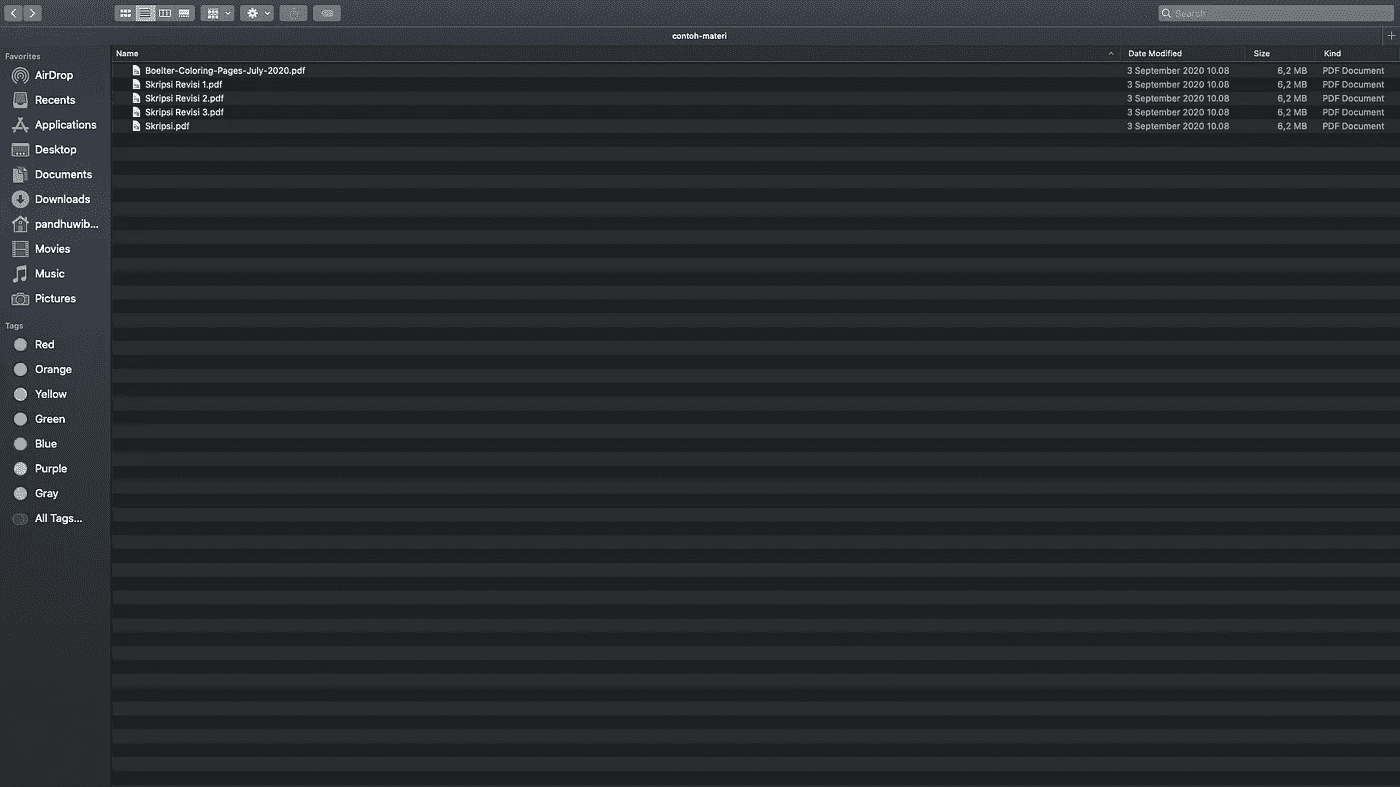 Search
contoh-materi
Favorites
AirDrop
Recents
Applications
Desktop
Documents
Downloads
pandhuwib...
Movies
Music
Pictures
Tags
Red
Orange
Yellow
Green
Blue
Purple
Gray
All Tags...
Name Date Modified Size Kind
Boelter-Coloring-Pages-July-2020.pdf 3 September 2020 10.08 6,2 MB PDF Document
Skripsi Revisi 1.pdf 3 September 2020 10.08 6,2 MB PDF Document
Skripsi Revisi 2.pdf 3 September 2020 10.08 6,2 MB PDF Document
Skripsi Revisi 3.pdf 3 September 2020 10.08 6,2 MB PDF Document
Skripsi.pdf 3 September 2020 10.08 6,2 MB PDF Document